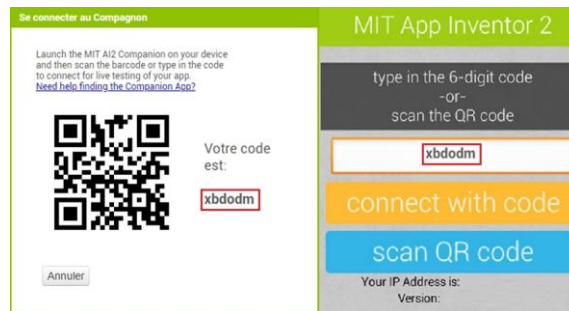 Se connecter au Compagnon
Launch the MIT AI2 Companion on your device
and then scan the barcode or type in the code
to connect for live testing of your app.
Need help finding the Companion App?
Votre code
est:
xbdodm
Annuler
MIT App Inventor 2
type in the 6-digit code
-or-
scan the QR code
xbdodm
connect with code
scan QR code
Your IP Address is:
Version: